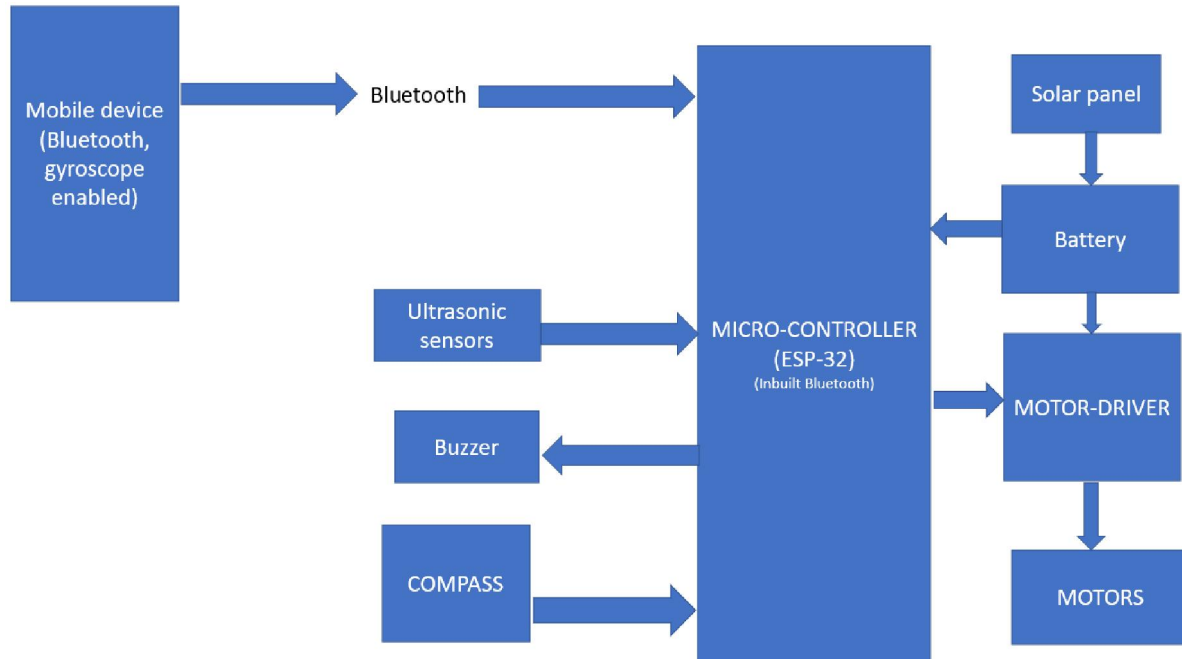 Mobile device
(Bluetooth,
gyroscope
enabled)
Bluetooth
Ultrasonic
sensors
Buzzer
COMPASS
MICRO-CONTROLLER
(ESP-32)
(Inbuilt Bluetooth)
Solar panel
Battery
MOTOR-DRIVER
MOTORS